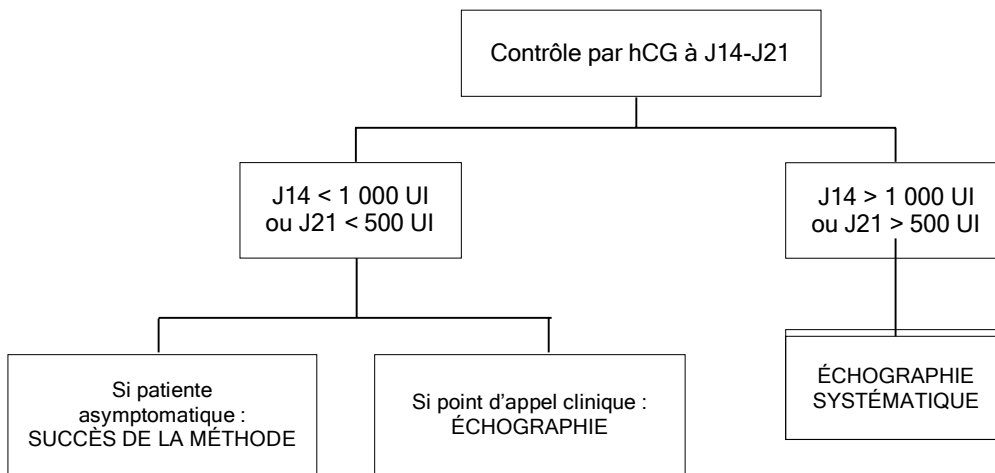 Contrôle par hCG à J14-J21
J14 < 1 000 UI
ou J21 < 500 UI
J14 > 1 000 UI
ou J21 > 500 UI
Si patiente
asymptomatique :
SUCCÈS DE LA MÉTHODE
Si point d'appel clinique :
ÉCHOGRAPHIE
ÉCHOGRAPHIE
SYSTÉMATIQUE